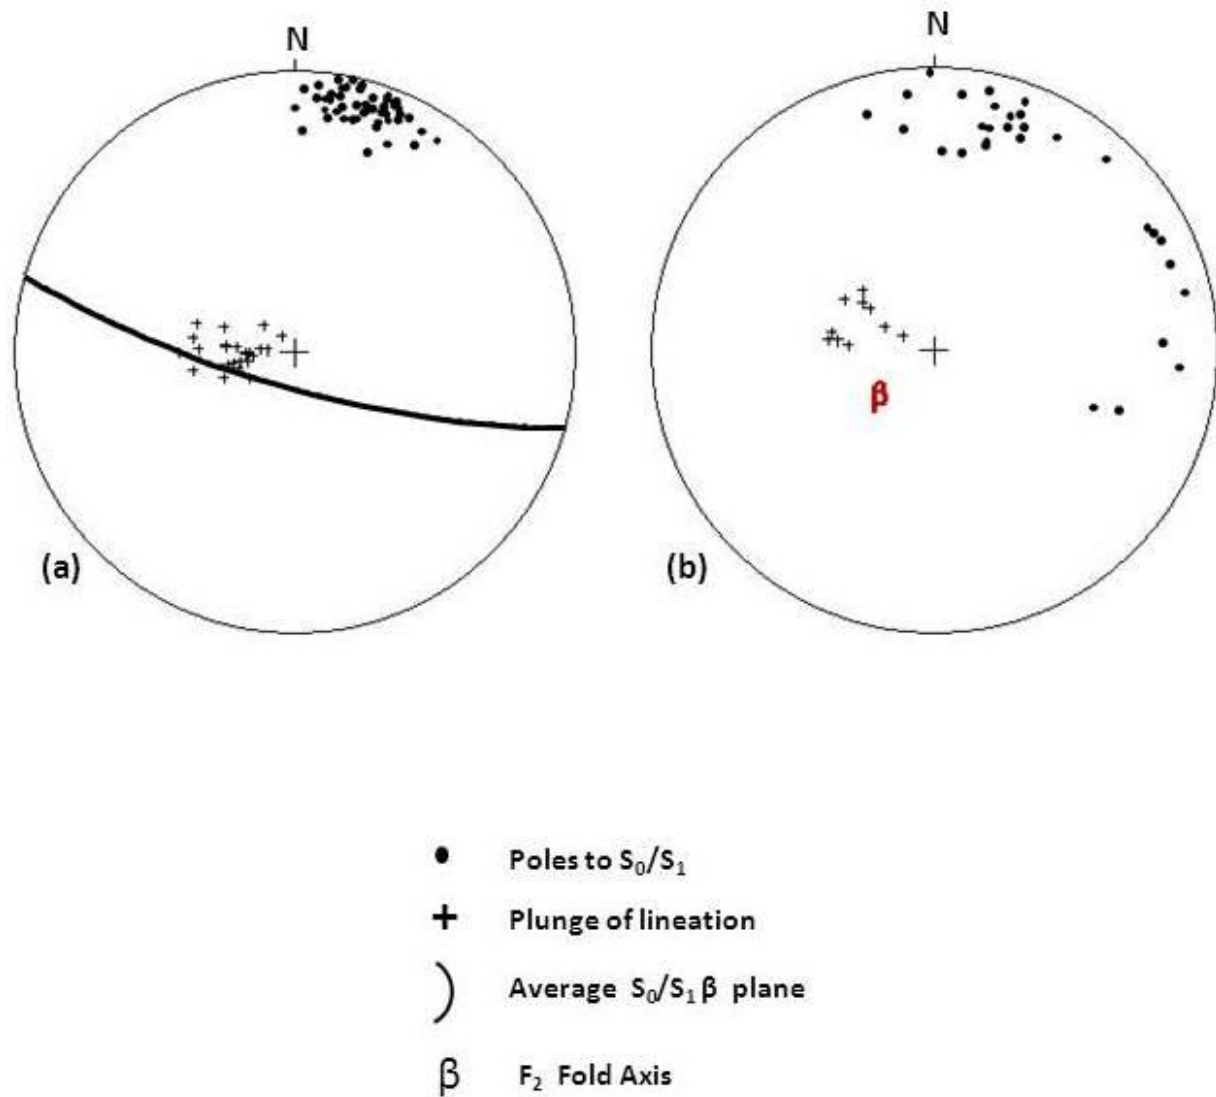 N
N
β
(a)
(b)
Poles to S₀/S₁
Plunge of lineation
Average S₀/S₁ β plane
β F₂ Fold Axis